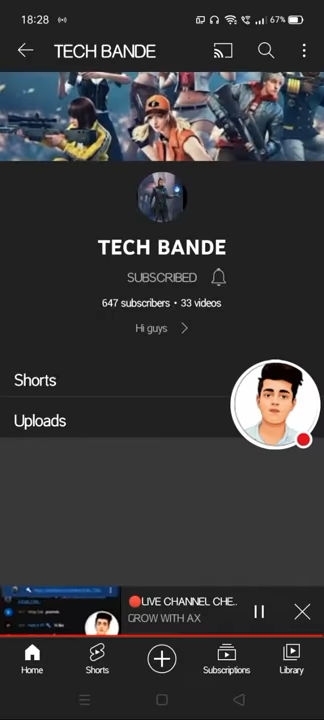 18:28
67%
TECH BANDE
TECH BANDE
SUBSCRIBED
647 subscribers • 33 videos
Hi guys
Shorts
Uploads
🔴LIVE CHANNEL CHE..
GROW WITH AX
Home
Shorts
Subscriptions
Library